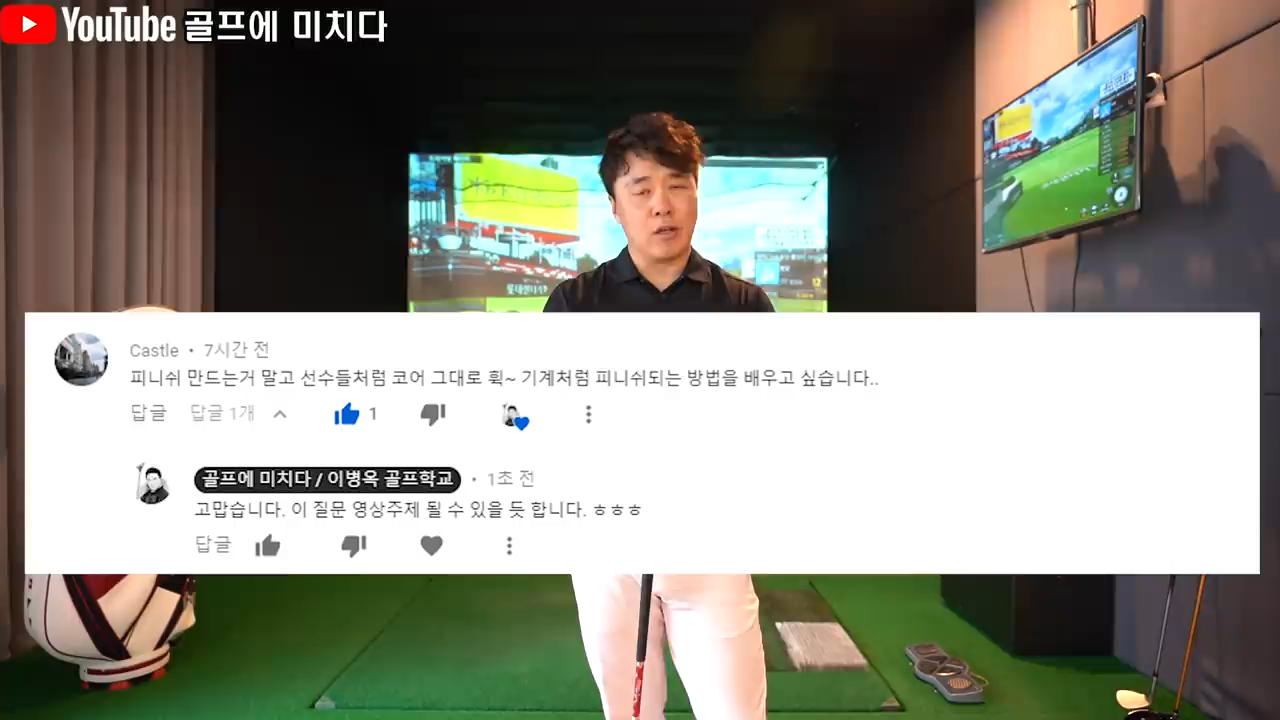 YouTube 골프에 미치다
Castle • 7시간 전
피니쉬 만드는거 말고 선수들처럼 코어 그대로 휙~ 기계처럼 피니쉬되는 방법을 배우고 싶습니다..
답글 답글 1개 1
골프에 미치다 / 이병옥 골프학교 • 1초 전
고맙습니다. 이 질문 영상주제 될 수 있을 듯 합니다. ㅎㅎㅎ
답글